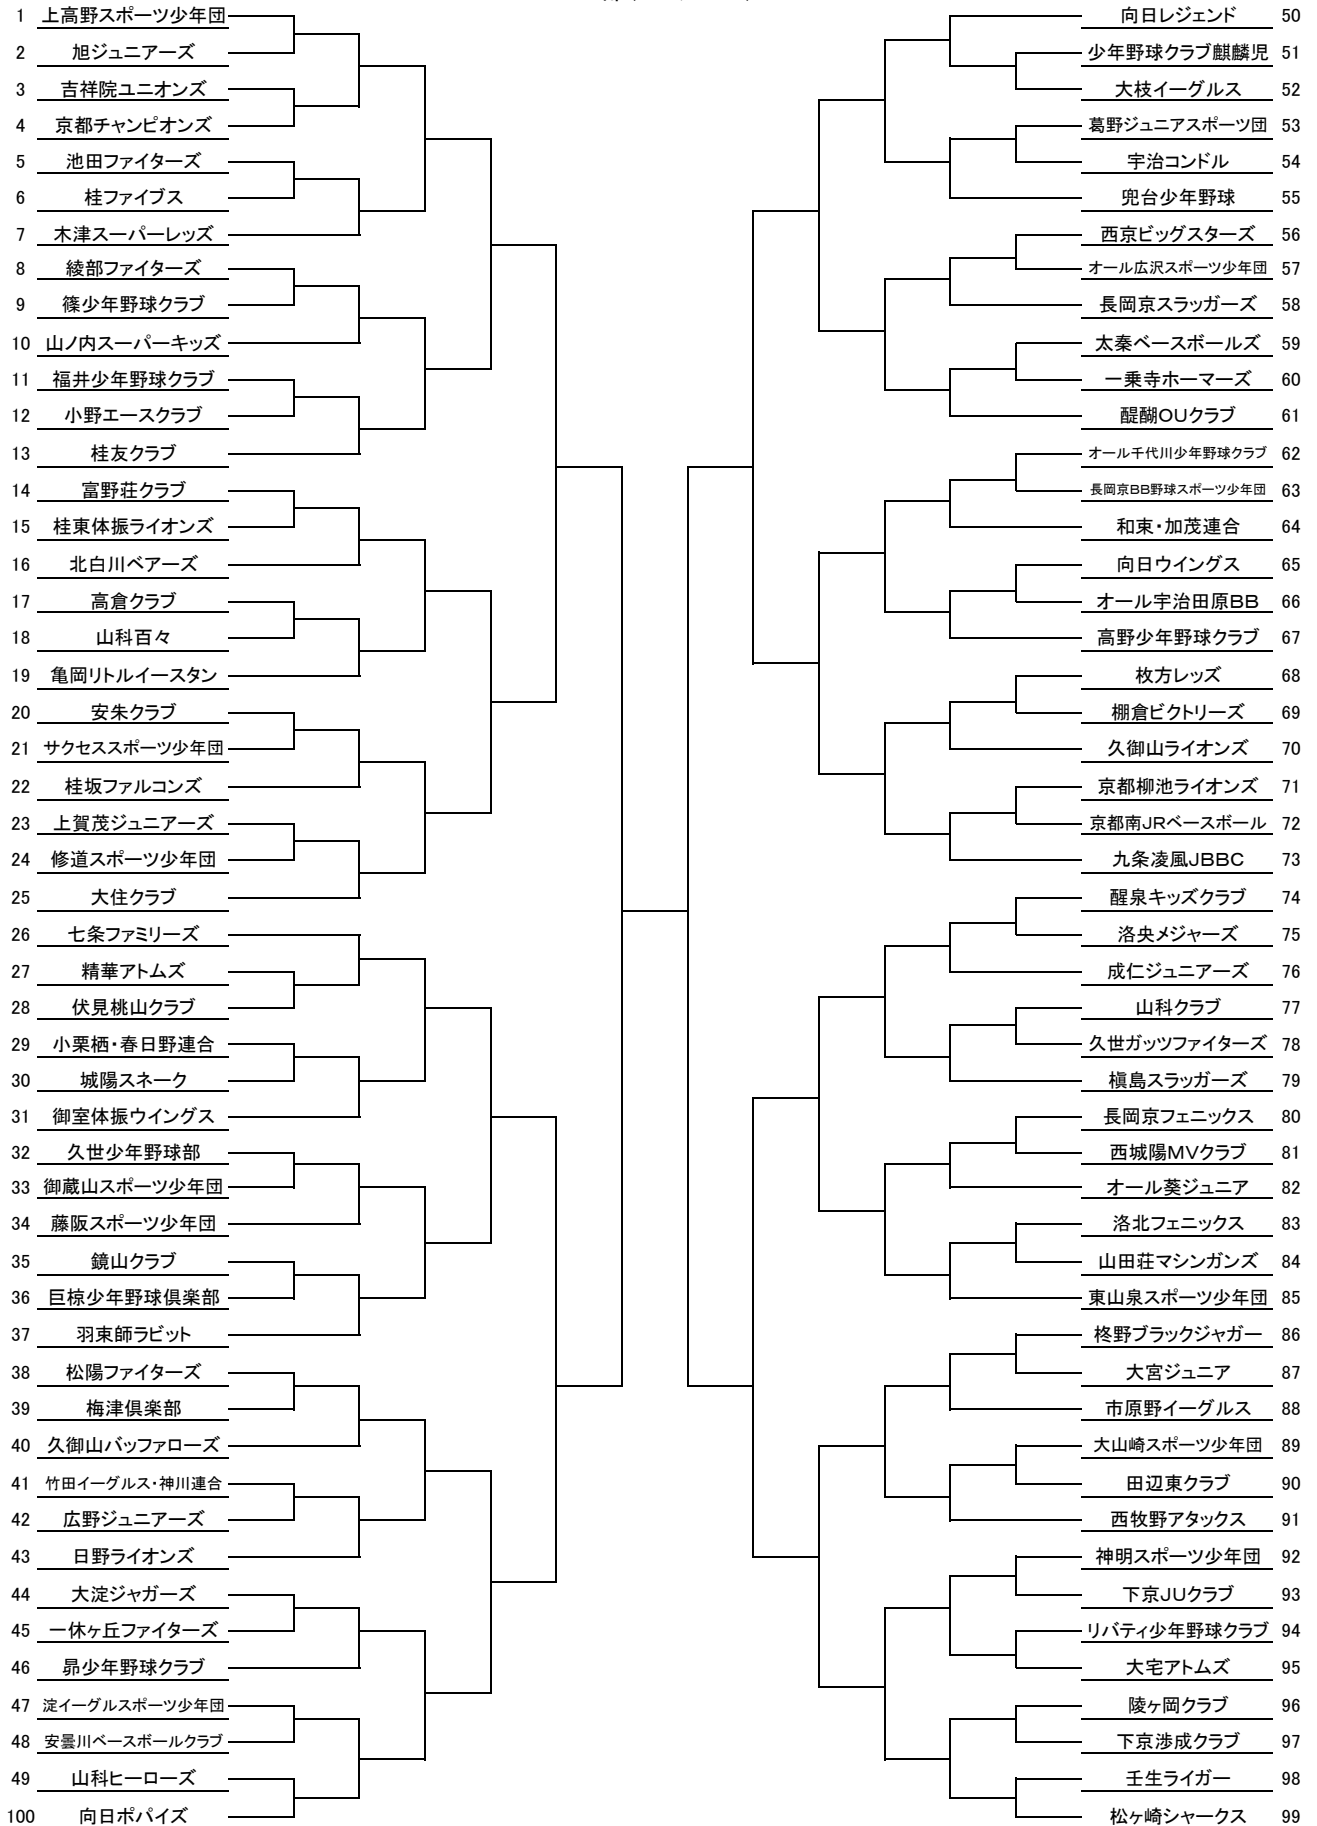 1 上高野スポーツ少年団
2 旭ジュニアーズ
3 吉祥院ユニオンズ
4 京都チャンピオンズ
5 池田ファイターズ
6 桂ファイブス
7 木津スーパーレッズ
8 綾部ファイターズ
9 篠少年野球クラブ
10 山ノ内スーパーキッズ
11 福井少年野球クラブ
12 小野エースクラブ
13 桂友クラブ
14 富野荘クラブ
15 桂東体振ライオンズ
16 北白川ベアーズ
17 高倉クラブ
18 山科百々
19 亀岡リトルイースタン
20 安朱クラブ
21 サクセススポーツ少年団
22 桂坂ファルコンズ
23 上賀茂ジュニアーズ
24 修道スポーツ少年団
25 大住クラブ
26 七条ファミリーズ
27 精華アトムズ
28 伏見桃山クラブ
29 小栗栖・春日野連合
30 城陽スネーク
31 御室体振ウイングス
32 久世少年野球部
33 御蔵山スポーツ少年団
34 藤阪スポーツ少年団
35 鏡山クラブ
36 巨椋少年野球倶楽部
37 羽束師ラビット
38 松陽ファイターズ
39 梅津倶楽部
40 久御山バッファローズ
41 竹田イーグルス・神川連合
42 広野ジュニアーズ
43 日野ライオンズ
44 大淀ジャガーズ
45 一休ヶ丘ファイターズ
46 昴少年野球クラブ
47 淀イーグルスポーツ少年団
48 安曇川ベースボールクラブ
49 山科ヒーローズ
100 向日ポパイズ
向日レジェンド 50
少年野球クラブ麒麟児 51
大枝イーグルス 52
葛野ジュニアスポーツ団 53
宇治コンドル 54
兜台少年野球 55
西京ビッグスターズ 56
オール広沢スポーツ少年団 57
長岡京スラッガーズ 58
太秦ベースボールズ 59
一乗寺ホーマーズ 60
醍醐OUクラブ 61
オール千代川少年野球クラブ 62
長岡京BB野球スポーツ少年団 63
和束・加茂連合 64
向日ウイングス 65
オール宇治田原BB 66
高野少年野球クラブ 67
枚方レッズ 68
棚倉ビクトリーズ 69
久御山ライオンズ 70
京都柳池ライオンズ 71
京都南JRベースボール 72
九条凌風JBBC 73
醒泉キッズクラブ 74
洛央メジャーズ 75
成仁ジュニアーズ 76
山科クラブ 77
久世ガッツファイターズ 78
槇島スラッガーズ 79
長岡京フェニックス 80
西城陽MVクラブ 81
オール葵ジュニア 82
洛北フェニックス 83
山田荘マシンガンズ 84
東山泉スポーツ少年団 85
柊野ブラックジャガー 86
大宮ジュニア 87
市原野イーグルス 88
大山崎スポーツ少年団 89
田辺東クラブ 90
西牧野アタックス 91
神明スポーツ少年団 92
下京JUクラブ 93
リバティ少年野球クラブ 94
大宅アトムズ 95
陵ヶ岡クラブ 96
下京渉成クラブ 97
壬生ライガー 98
松ヶ崎シャークス 99